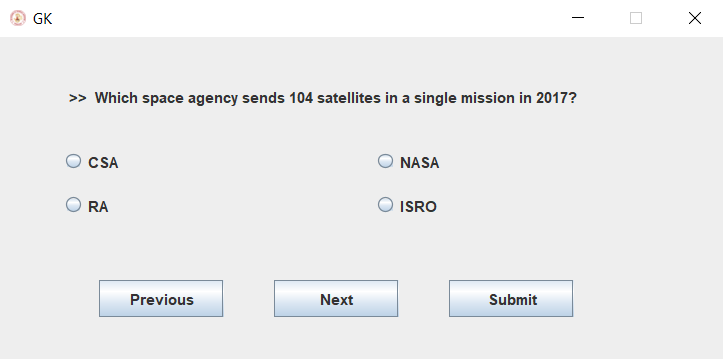 GK
>> Which space agency sends 104 satellites in a single mission in 2017?
CSA NASA
RA ISRO
Previous Next Submit